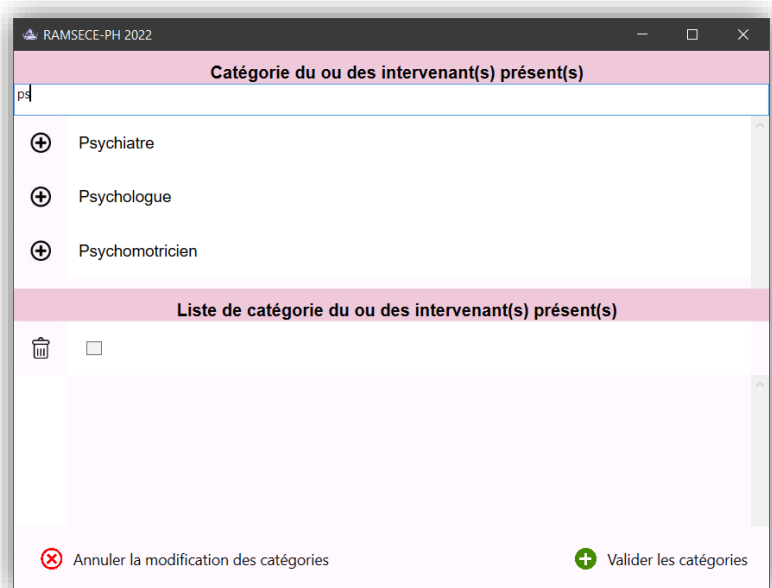 RAMSECE-PH 2022
Catégorie du ou des intervenant(s) présent(s)
ps
Psychiatre
Psychologue
Psychomotricien
Liste de catégorie du ou des intervenant(s) présent(s)
Annuler la modification des catégories
Valider les catégories